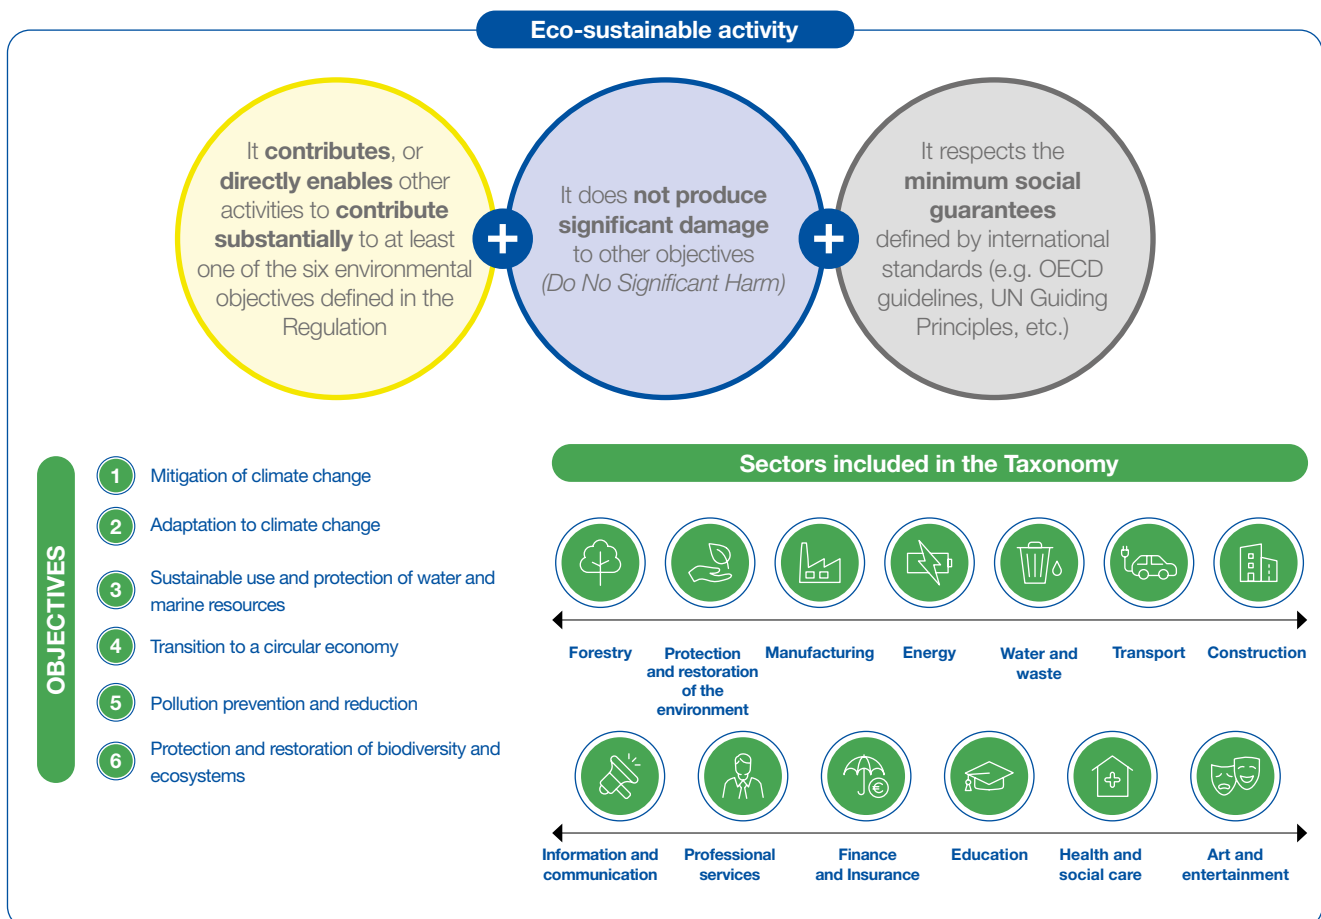 Eco-sustainable activity
It contributes, or
directly enables other
activities to contribute
substantially to at least
one of the six environmental
objectives defined in the
Regulation
+
It does not produce
significant damage
to other objectives
(Do No Significant Harm)
+
It respects the
minimum social
guarantees
defined by international
standards (e.g. OECD
guidelines, UN Guiding
Principles, etc.)
OBJECTIVES
1 Mitigation of climate change
2 Adaptation to climate change
3 Sustainable use and protection of water and
marine resources
4 Transition to a circular economy
5 Pollution prevention and reduction
6 Protection and restoration of biodiversity and
ecosystems
Sectors included in the Taxonomy
Forestry
Protection
and restoration
of the
environment
Manufacturing
Energy
Water and
waste
Transport
Construction
€
Information and
communication
Professional
services
Finance
and Insurance
Education
Health and
social care
Art and
entertainment